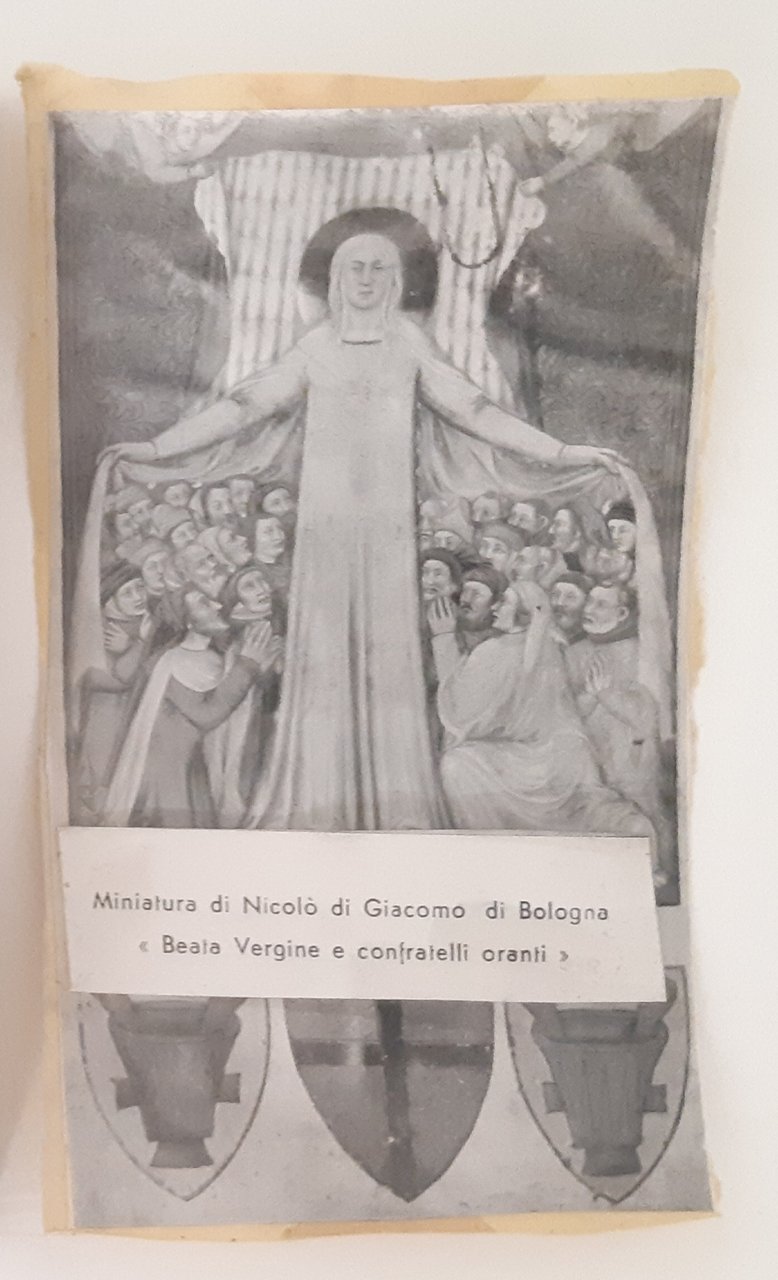 Miniatura di Nicolò di Giacomo di Bologna
« Beata Vergine e confratelli oranti »